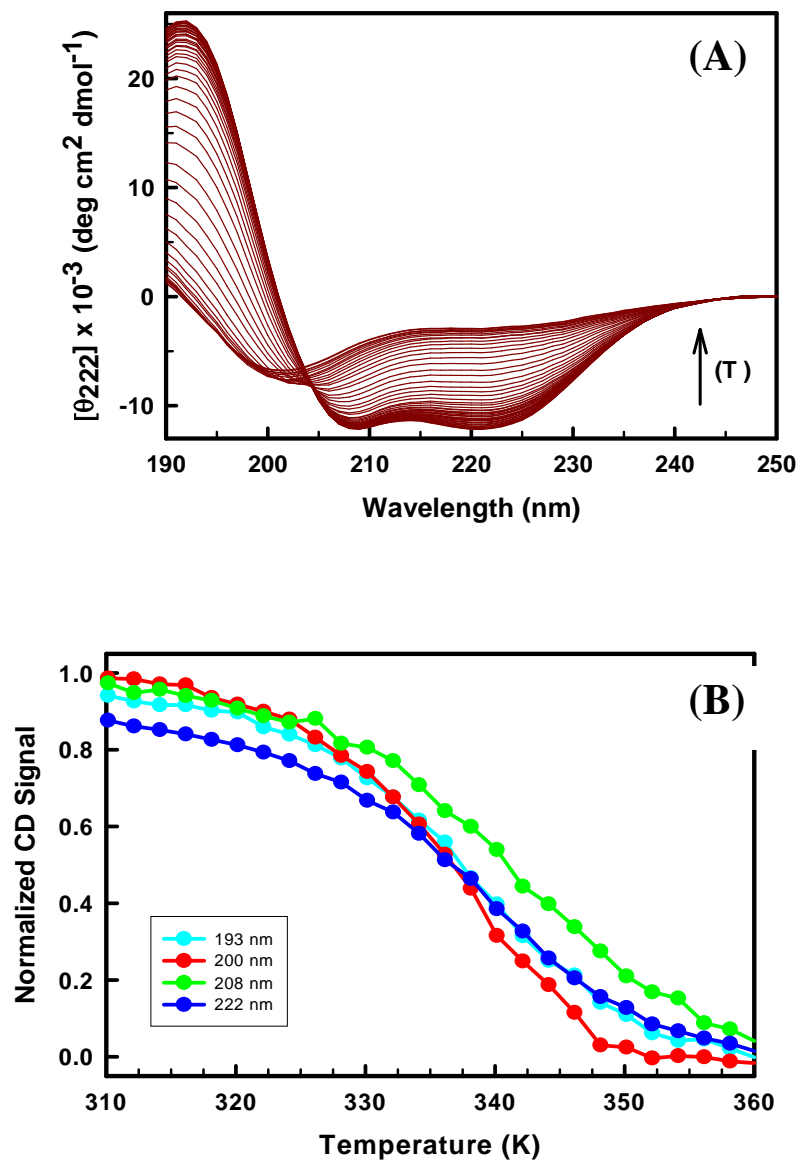 (A)
[θ222] x 10-3 (deg cm2 dmol-1)
20
10
0
-10
(T )
190 200 210 220 230 240 250
Wavelength (nm)
(B)
Normalized CD Signal
1.0
0.8
0.6
0.4
0.2
0.0
193 nm
200 nm
208 nm
222 nm
310 320 330 340 350 360
Temperature (K)